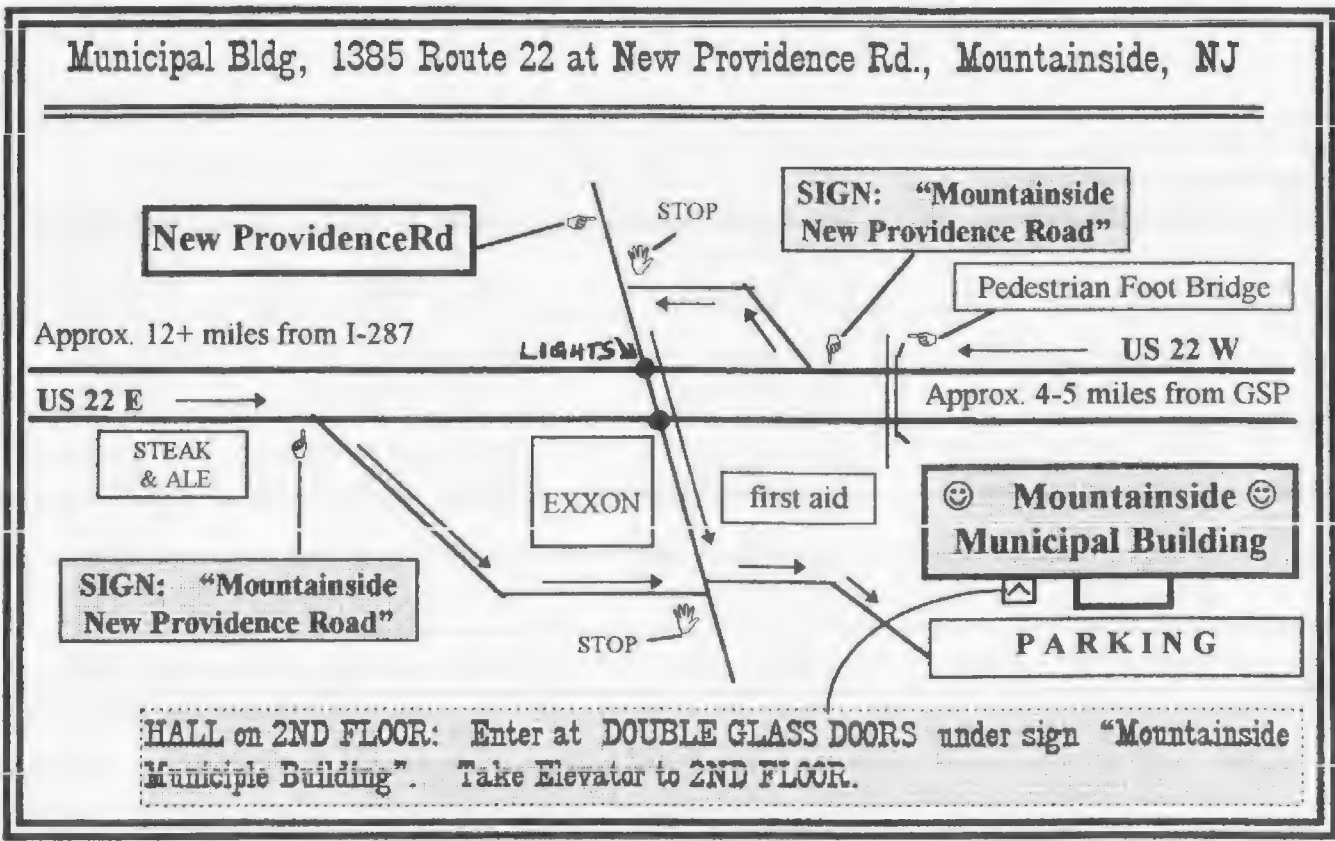 Municipal Bldg, 1385 Route 22 at New Providence Rd., Mountainside, NJ
SIGN: “Mountainside
New Providence Road”
STOP
New ProvidenceRd
Pedestrian Foot Bridge
Approx. 12+ miles from I-287
LIGHTS
US 22 W
US 22 E
Approx. 4-5 miles from GSP
STEAK
& ALE
EXXON
first aid
☺ Mountainside ☺
Municipal Building
SIGN: “Mountainside
New Providence Road”
STOP
PARKING
HALL on 2ND FLOOR: Enter at DOUBLE GLASS DOORS under sign “Mountainside
Municiple Building”. Take Elevator to 2ND FLOOR.